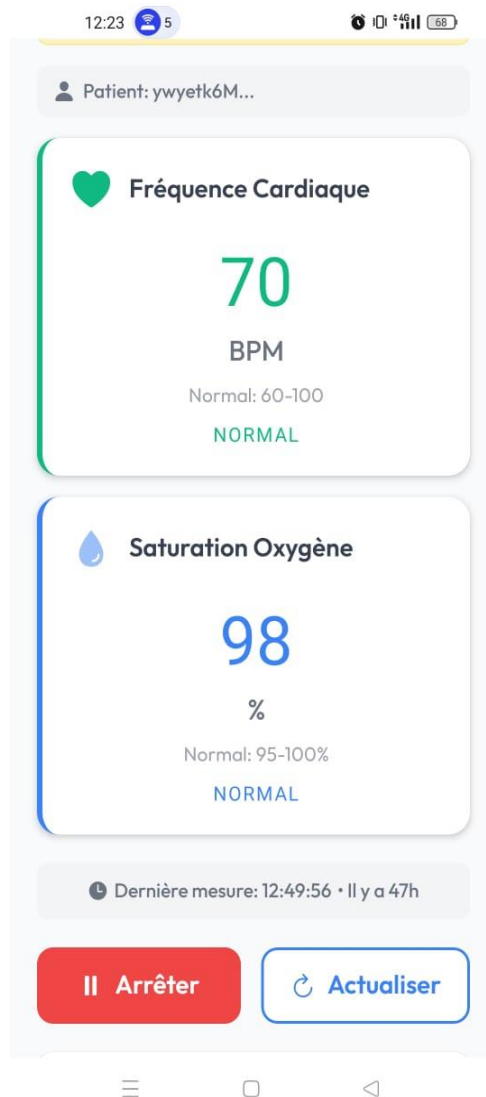 12:23 5 4G 68
Patient: ywyetk6M...
Fréquence Cardiaque
70
BPM
Normal: 60-100
NORMAL
Saturation Oxygène
98
%
Normal: 95-100%
NORMAL
Dernière mesure: 12:49:56 • Il y a 47h
Arrêter
Actualiser